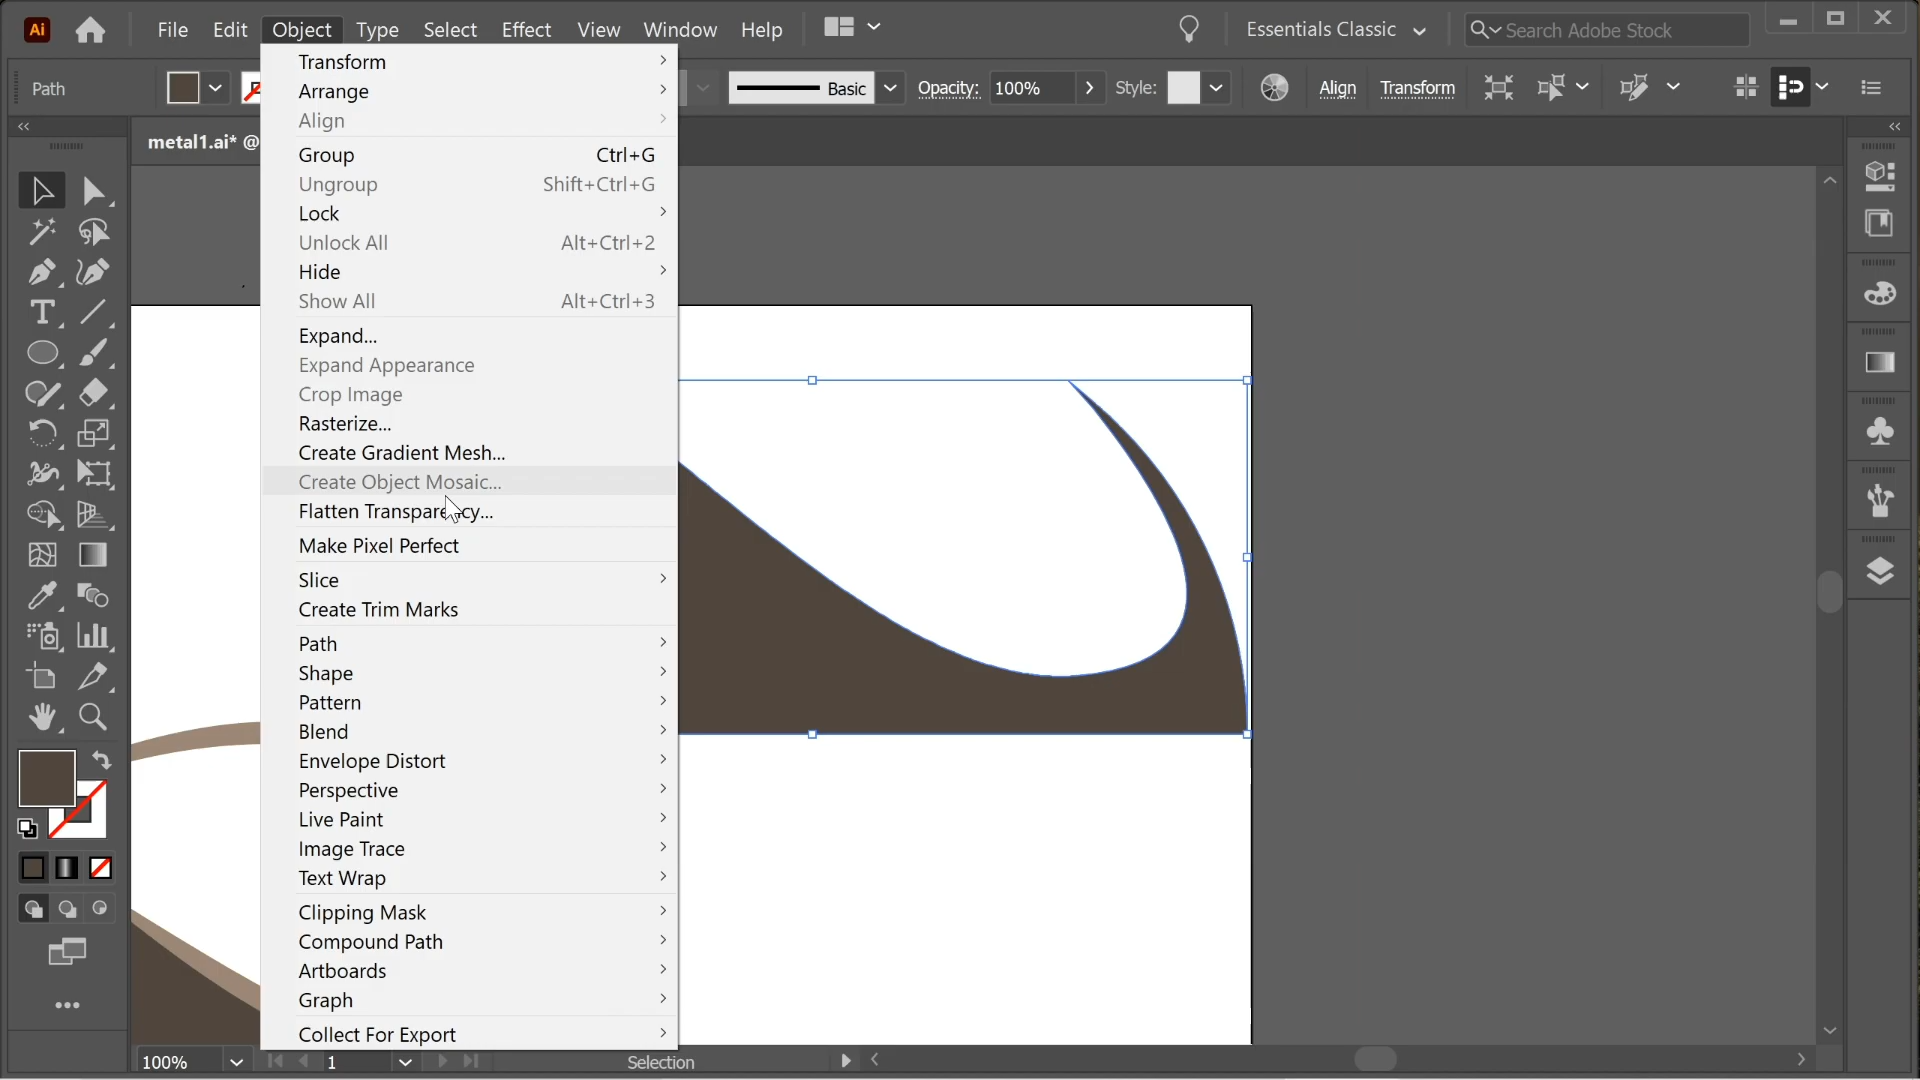 Ai File Edit Object Type Select Effect View Window Help Essentials Classic Search Adobe Stock
Path Basic Opacity: 100% Style: Align Transform
metal1.ai* @
Transform
Arrange
Align
Group Ctrl+G
Ungroup Shift+Ctrl+G
Lock
Unlock All Alt+Ctrl+2
Hide
Show All Alt+Ctrl+3
Expand...
Expand Appearance
Crop Image
Rasterize...
Create Gradient Mesh...
Create Object Mosaic...
Flatten Transparency...
Make Pixel Perfect
Slice
Create Trim Marks
Path
Shape
Pattern
Blend
Envelope Distort
Perspective
Live Paint
Image Trace
Text Wrap
Clipping Mask
Compound Path
Artboards
Graph
Collect For Export
100% 1 Selection